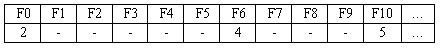 F0 F1 F2 F3 F4 F5 F6 F7 F8 F9 F10 ...
2 - - - - - 4 - - - 5 ...